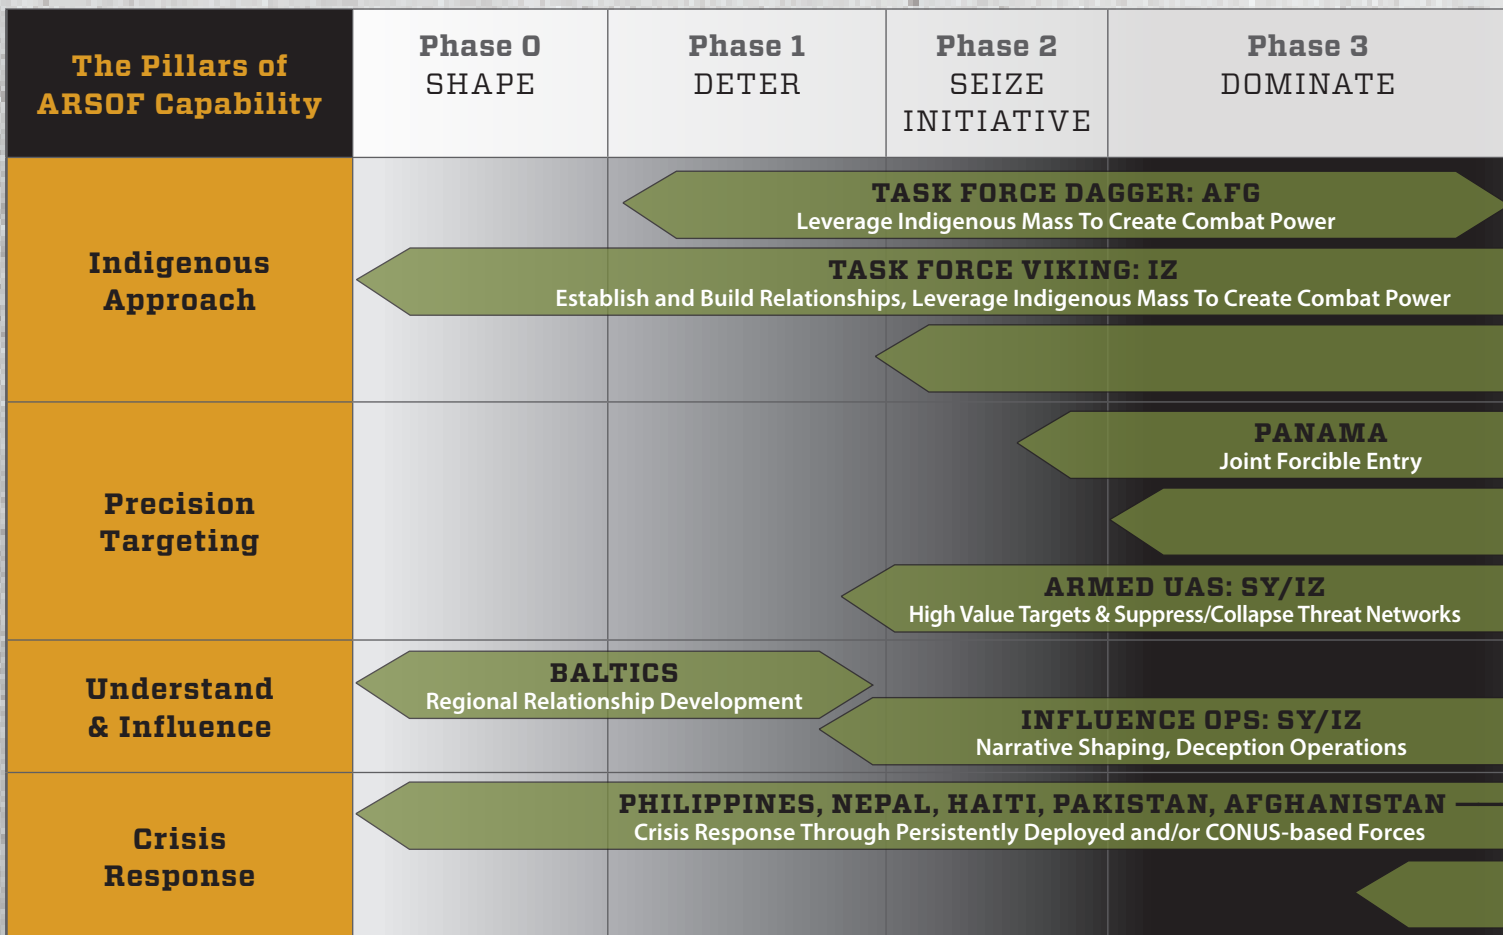 The Pillars of
ARSOF Capability
Phase 0
SHAPE
Phase 1
DETER
Phase 2
SEIZE
INITIATIVE
Phase 3
DOMINATE
Indigenous
Approach
TASK FORCE DAGGER: AFG
Leverage Indigenous Mass To Create Combat Power
TASK FORCE VIKING: IZ
Establish and Build Relationships, Leverage Indigenous Mass To Create Combat Power
Precision
Targeting
PANAMA
Joint Forcible Entry
ARMED UAS: SY/IZ
High Value Targets & Suppress/Collapse Threat Networks
Understand
& Influence
BALTICS
Regional Relationship Development
INFLUENCE OPS: SY/IZ
Narrative Shaping, Deception Operations
Crisis
Response
PHILIPPINES, NEPAL, HAITI, PAKISTAN, AFGHANISTAN —
Crisis Response Through Persistently Deployed and/or CONUS-based Forces